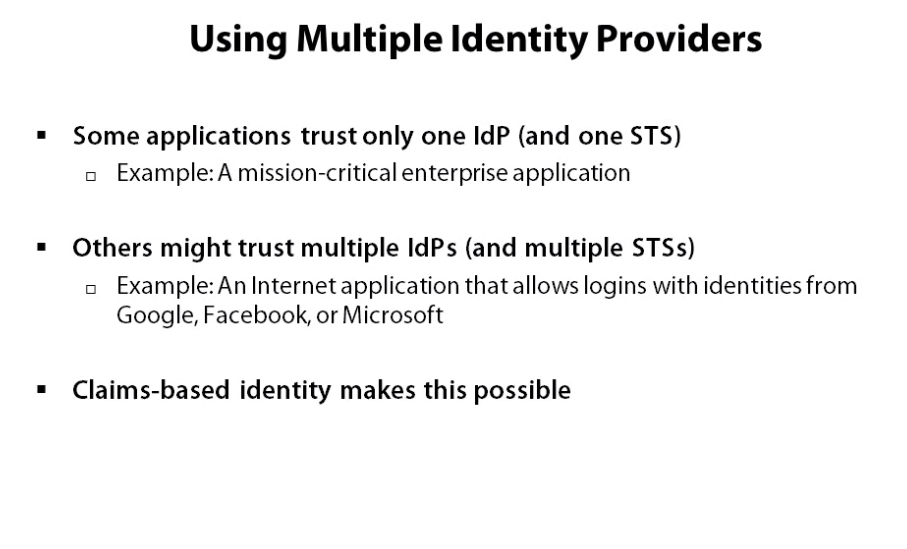 Using Multiple Identity Providers
▪ Some applications trust only one IdP (and one STS)
▫ Example: A mission-critical enterprise application
▪ Others might trust multiple IdPs (and multiple STSs)
▫ Example: An Internet application that allows logins with identities from
Google, Facebook, or Microsoft
▪ Claims-based identity makes this possible